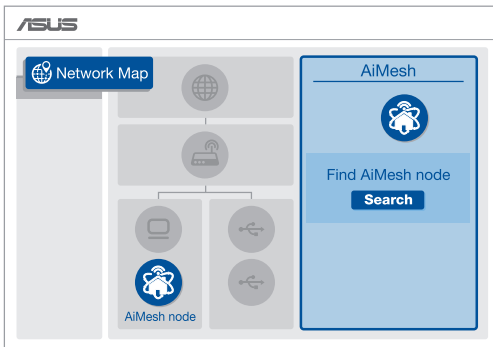 ASUS
Network Map
AiMesh
Find AiMesh node
Search
AiMesh node